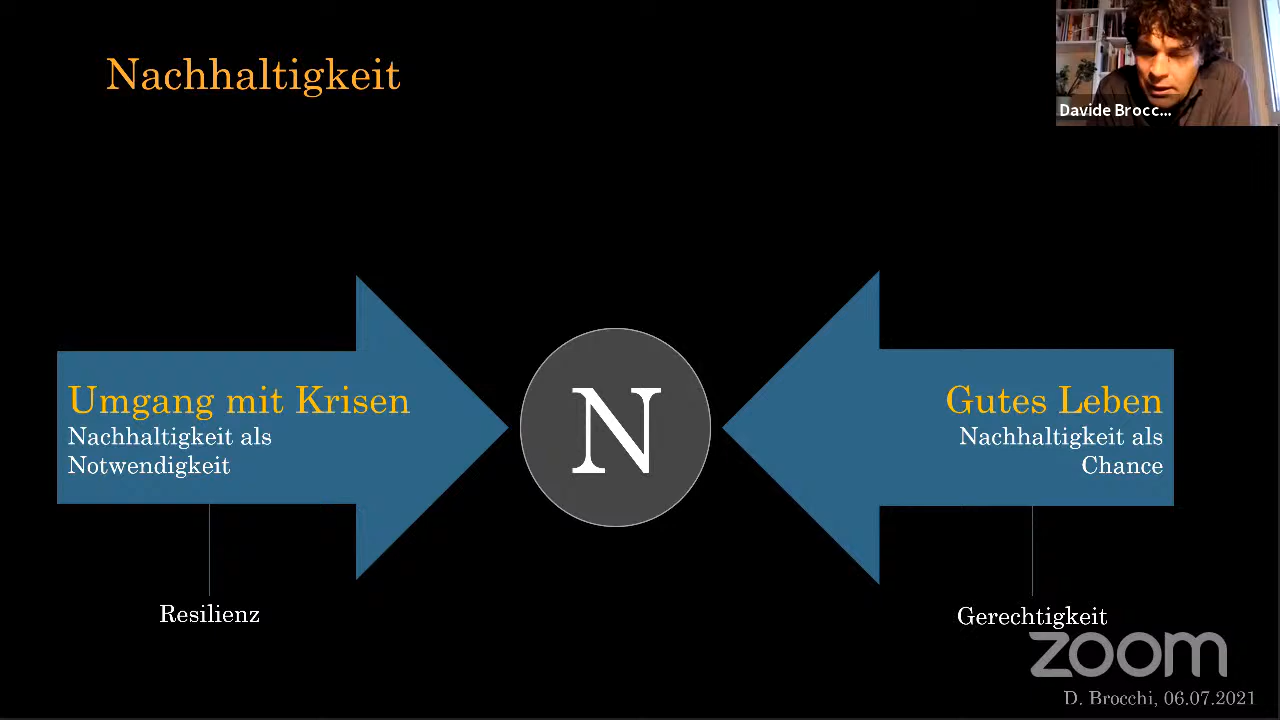 Nachhaltigkeit
Davide Brocc...
Umgang mit Krisen
Nachhaltigkeit als
Notwendigkeit
N
Gutes Leben
Nachhaltigkeit als
Chance
Resilienz
Gerechtigkeit
zoom
D. Brocchi, 06.07.2021